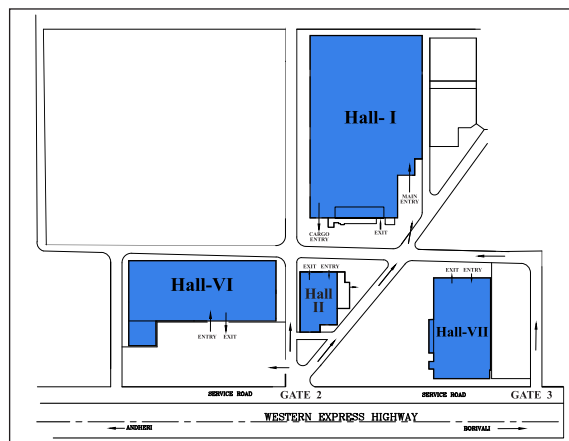 Hall- I
MAIN
ENTRY
CARGO
ENTRY
EXIT
Hall-VI
ENTRY
EXIT
EXIT
ENTRY
Hall
II
EXIT
ENTRY
Hall-VII
SERVICE ROAD
GATE 2
SERVICE ROAD
GATE 3
WESTERN EXPRESS HIGHWAY
ANDHERI
BORIVALI